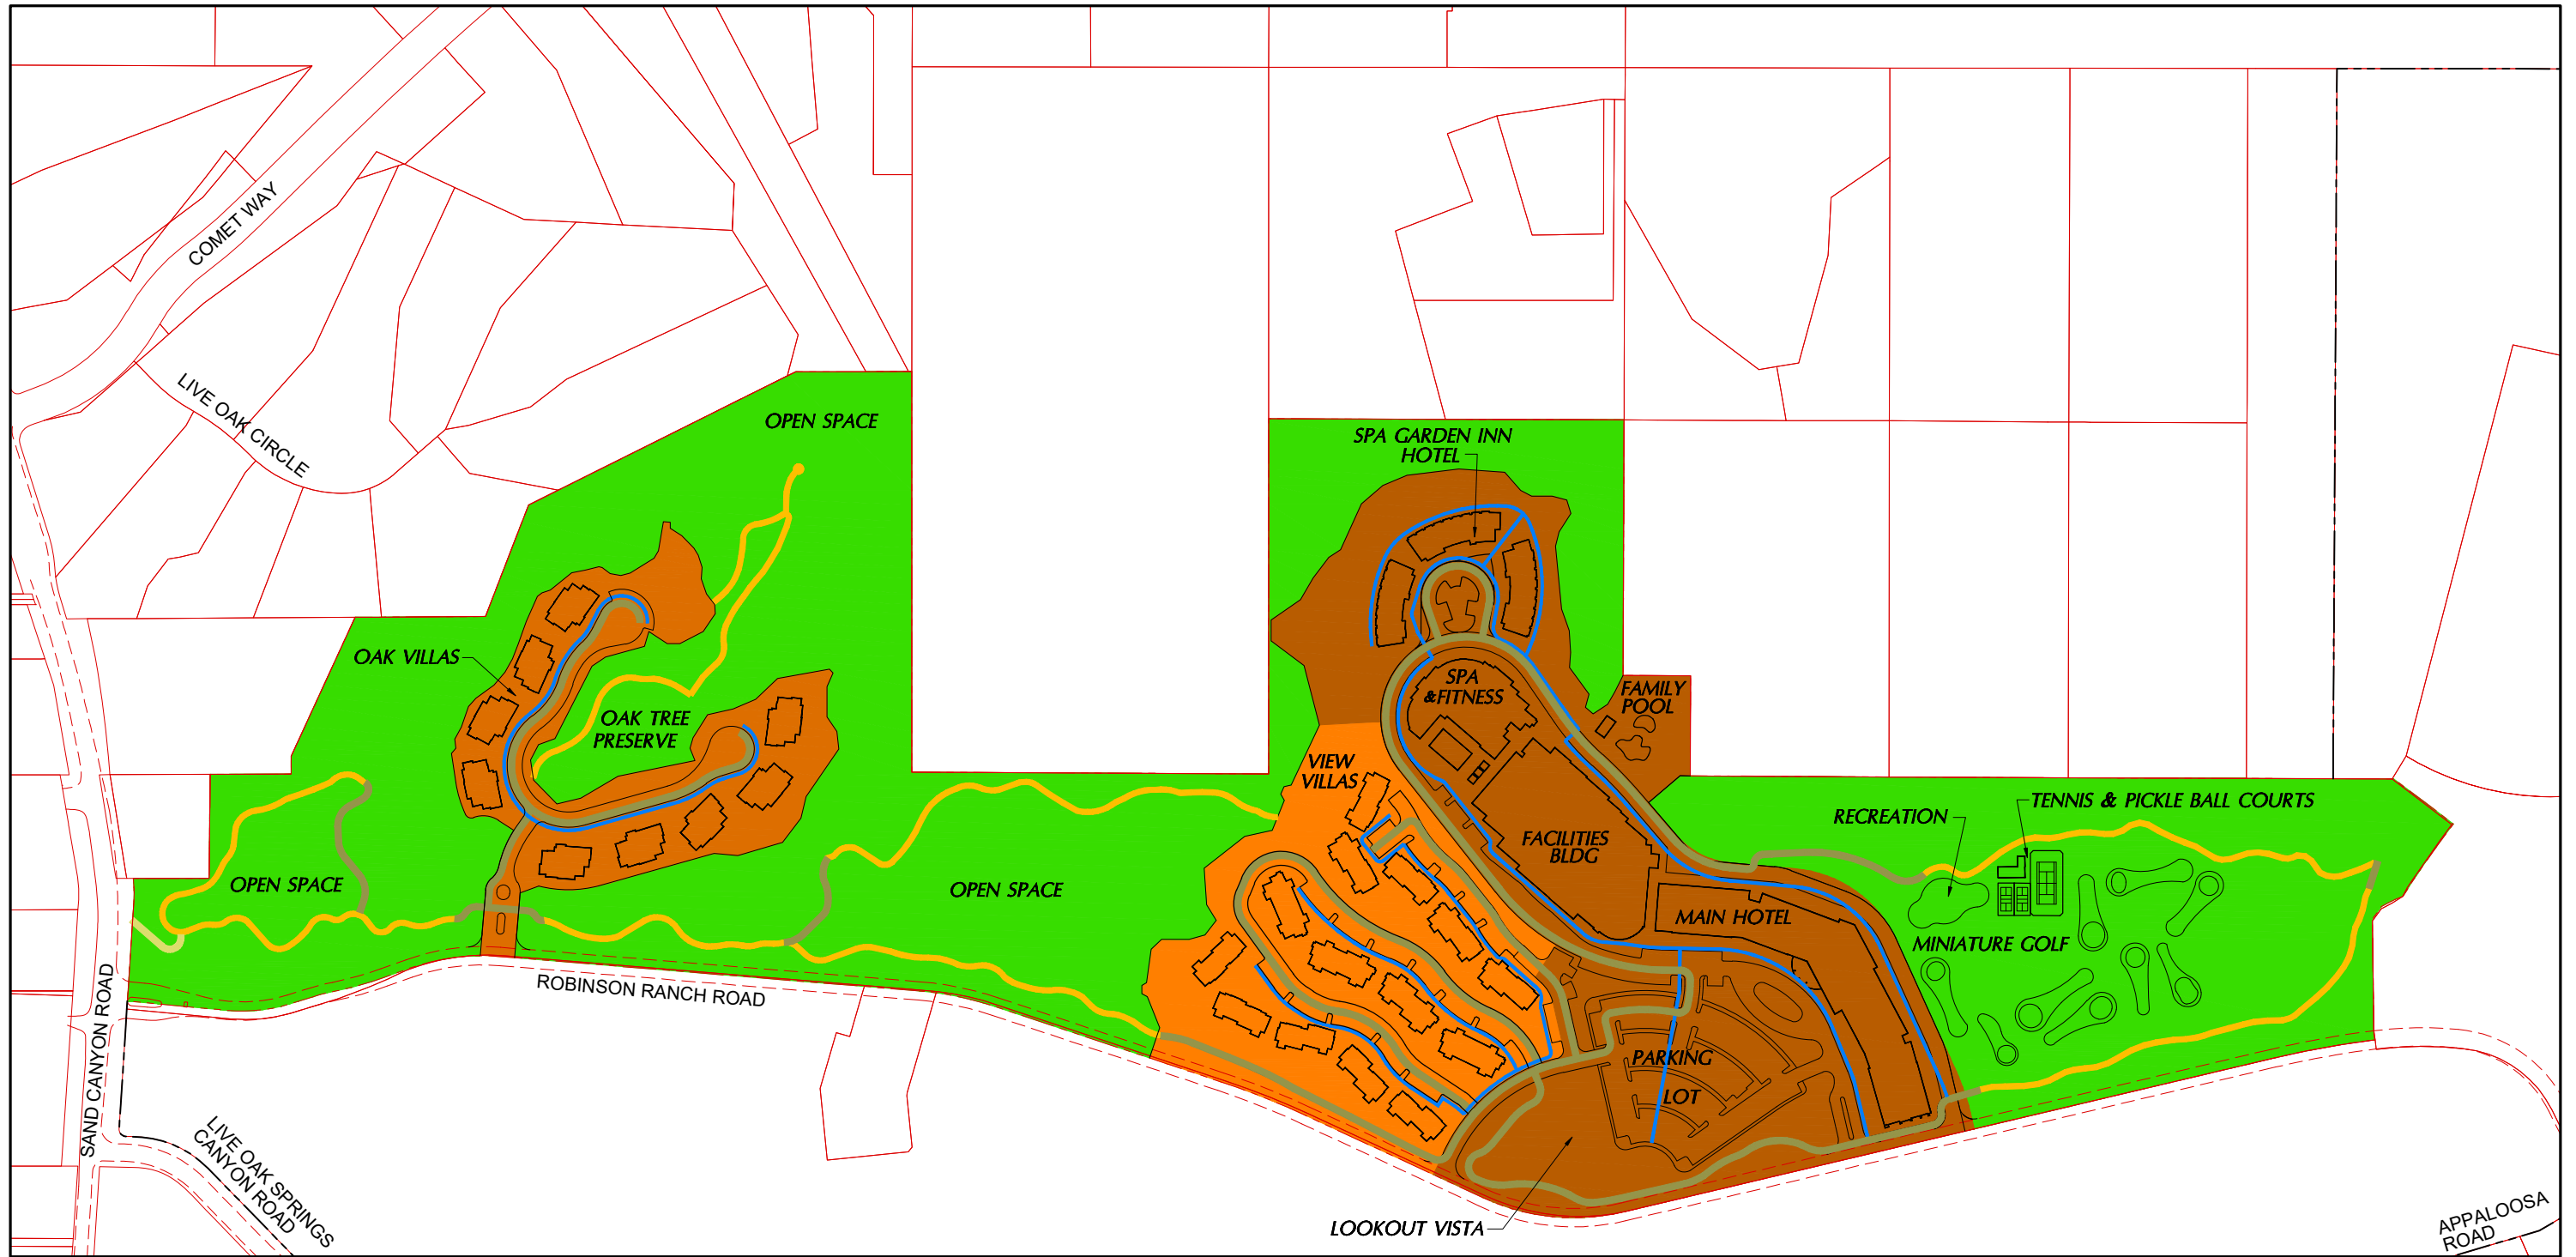 COMET WAY
LIVE OAK CIRCLE
OPEN SPACE
SPA GARDEN INN
HOTEL
OAK VILLAS
OAK TREE
PRESERVE
SPA
&FITNESS
FAMILY
POOL
VIEW
VILLAS
TENNIS & PICKLE BALL COURTS
RECREATION
FACILITIES
BLDG
OPEN SPACE
OPEN SPACE
MAIN HOTEL
MINIATURE GOLF
ROBINSON RANCH ROAD
SAND CANYON ROAD
PARKING
LOT
LIVE OAK SPRINGS
CANYON ROAD
LOOKOUT VISTA
APPALOOSA
ROAD